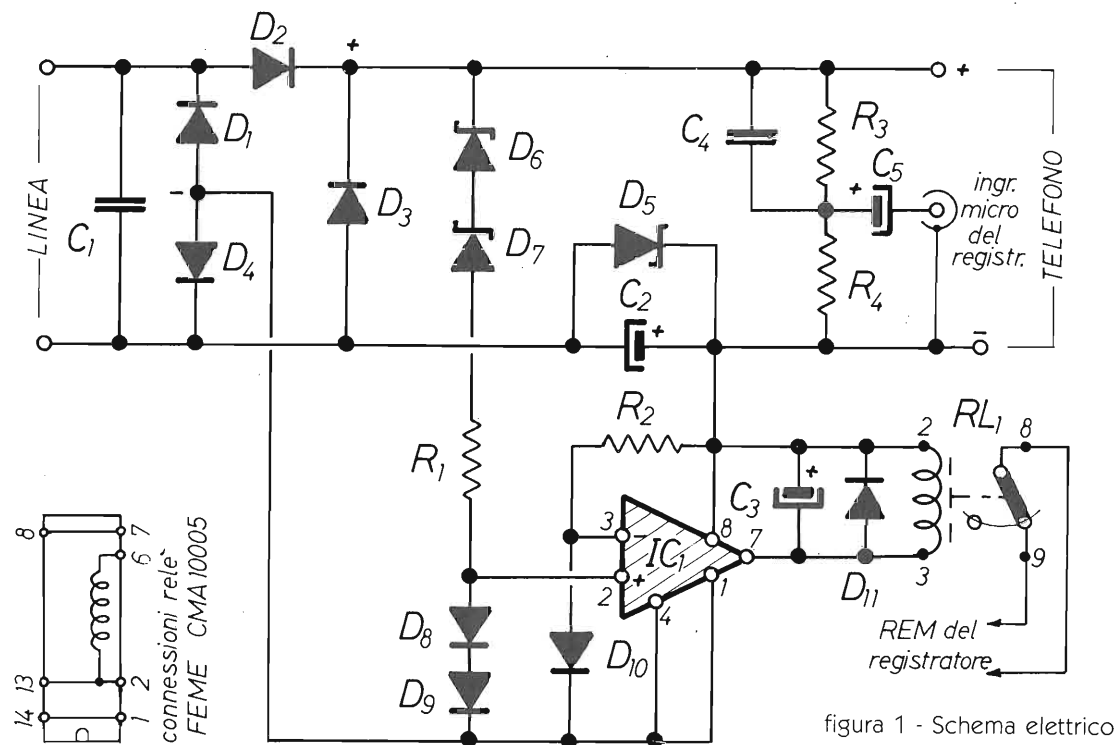 LINEA
C1
D1
D4
-
D2
+
D3
D6
D7
D5
C2
+
C4
R3
R4
+
C5
ingr.
micro
del
registr.
+
-
TELEFONO
R1
R2
3
-
IC1
2
+
4
8
7
1
D8
D9
D10
C3
+
D11
2
3
RL1
8
9
REM del
registratore
8
7
6
13
2
14
1
connessioni relè
FEME CMA10005
figura 1 - Schema elettrico